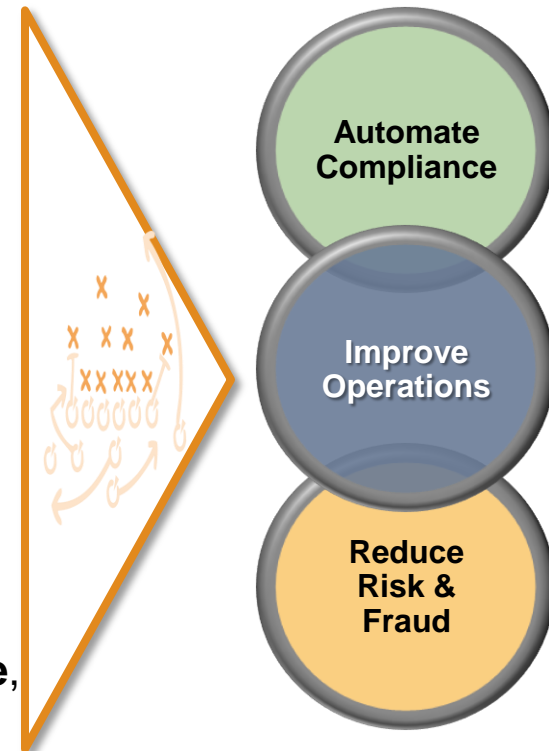 Automate
Compliance
Improve
Operations
Reduce
Risk &
Fraud
e,